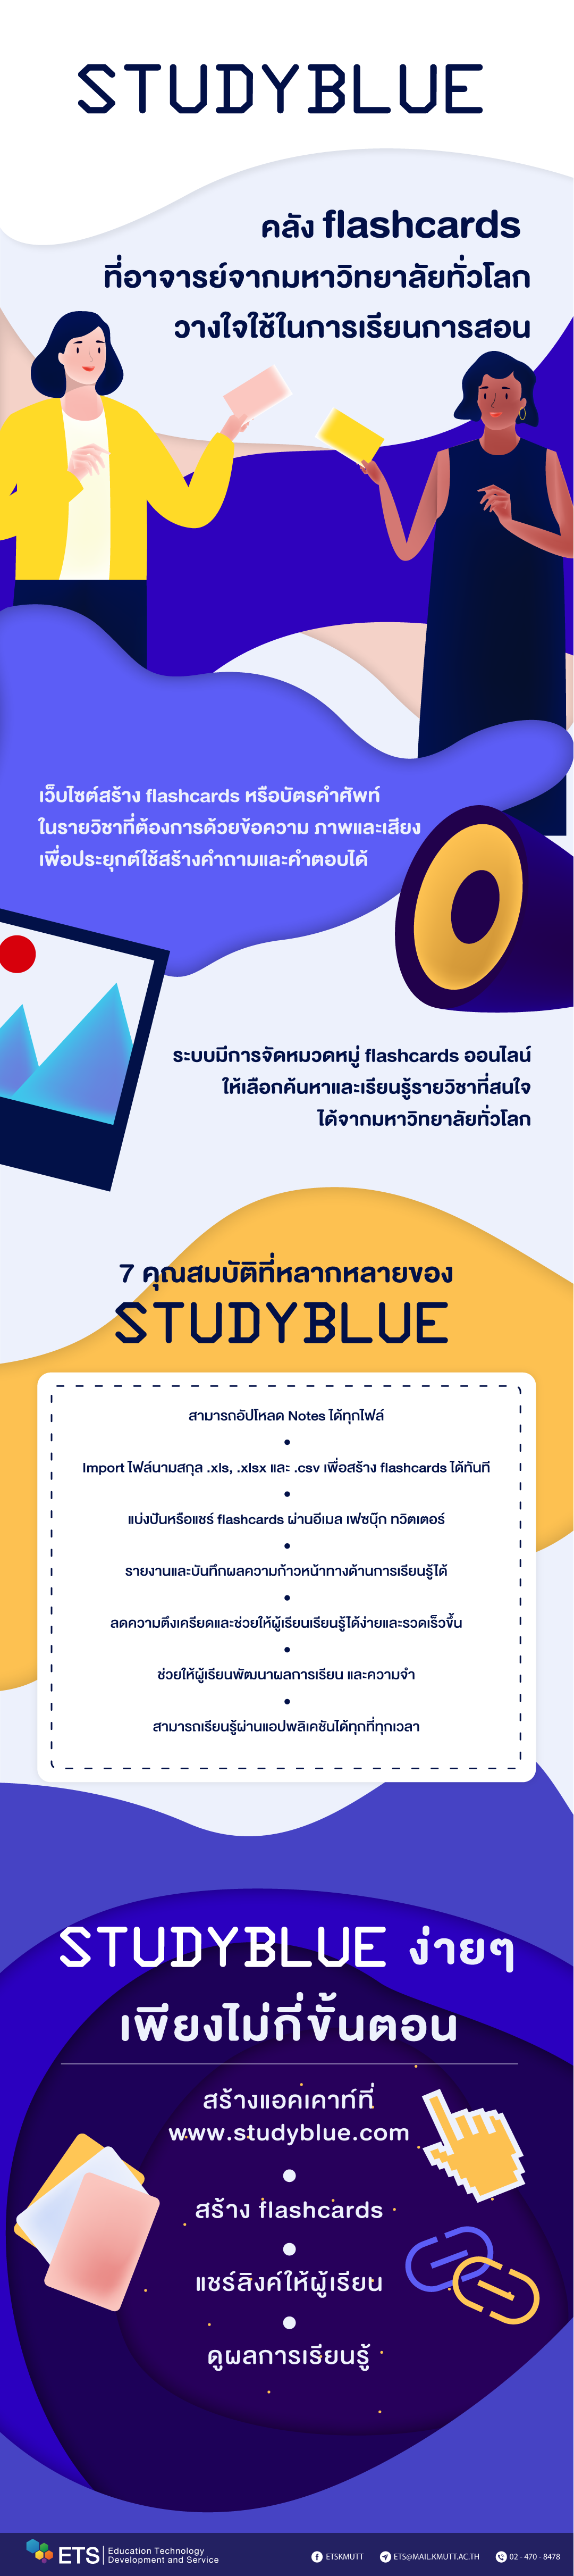 STUDYBLUE
คลัง flashcards
ที่อาจารย์จากมหาวิทยาลัยทั่วโลก
วางใจใช้ในการเรียนการสอน
เว็บไซต์สร้าง flashcards หรือบัตรคำศัพท์
ในรายวิชาที่ต้องการด้วยข้อความ ภาพและเสียง
เพื่อประยุกต์ใช้สร้างคำถามและคำตอบได้
ระบบมีการจัดหมวดหมู่ flashcards ออนไลน์
ให้เลือกค้นหาและเรียนรู้รายวิชาที่สนใจ
ได้จากมหาวิทยาลัยทั่วโลก
7 คุณสมบัติที่หลากหลายของ
STUDYBLUE
สามารถอัปโหลด Notes ได้ทุกไฟล์
Import ไฟล์นามสกุล .xls, .xlsx และ .csv เพื่อสร้าง flashcards ได้ทันที
แบ่งปันหรือแชร์ flashcards ผ่านอีเมล เฟซบุ๊ก ทวิตเตอร์
รายงานและบันทึกผลความก้าวหน้าทางด้านการเรียนรู้ได้
ลดความตึงเครียดและช่วยให้ผู้เรียนเรียนรู้ได้ง่ายและรวดเร็วขึ้น
ช่วยให้ผู้เรียนพัฒนาผลการเรียน และความจำ
สามารถเรียนรู้ผ่านแอปพลิเคชันได้ทุกที่ทุกเวลา
STUDYBLUE ง่ายๆ
เพียงไม่กี่ขั้นตอน
สร้างแอคเคาท์ที่
www.studyblue.com
สร้าง flashcards
แชร์ลิงค์ให้ผู้เรียน
ดูผลการเรียนรู้
ETS Education Technology
Development and Service
ETSKMUTT ETS@MAIL.KMUTT.AC.TH 02 - 470 - 8478